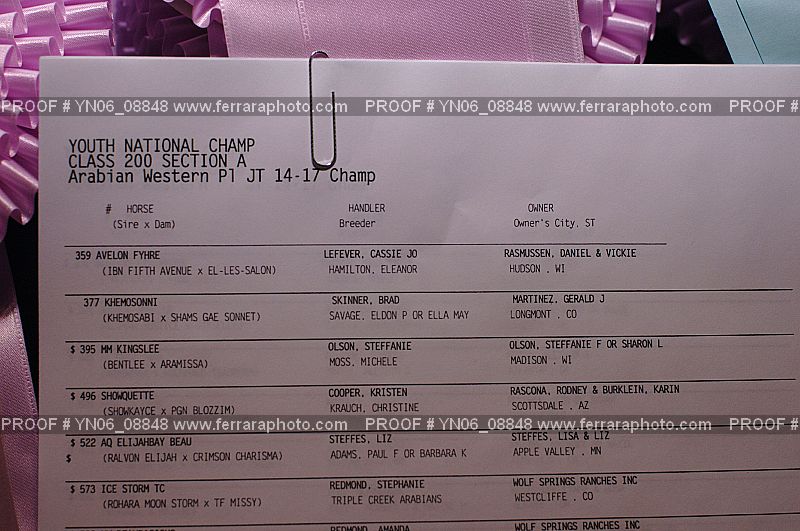 PROOF # YN06_08848 www.ferraraphoto.com PROOF # YN06_08848 www.ferraraphoto.com PROOF # Y
YOUTH NATIONAL CHAMP
CLASS 200 SECTION A
Arabian Western Pl JT 14-17 Champ
# HORSE HANDLER OWNER
(Sire x Dam) Breeder Owner's City, ST
359 AVELON FYHRE LEFEVER, CASSIE JO RASMUSSEN, DANIEL & VICKIE
(IBN FIFTH AVENUE x EL-LES-SALON) HAMILTON, ELEANOR HUDSON , WI
377 KHEMOSONNI SKINNER, BRAD MARTINEZ, GERALD J
(KHEMOSABI x SHAMS GAE SONNET) SAVAGE, ELDON P OR ELLA MAY LONGMONT , CO
$ 395 MM KINGSLEE OLSON, STEFFANIE OLSON, STEFFANIE F OR SHARON L
(BENTLEE x ARAMISSA) MOSS, MICHELE MADISON , WI
$ 496 SHOWQUETTE COOPER, KRISTEN RASCONA, RODNEY & BURKLEIN, KARIN
(SHOWKAYCE x PGN BLOZZIM) KRAUCH, CHRISTINE SCOTTSDALE , AZ
PROOF # YN06_08848 www.ferraraphoto.com PROOF # YN06_08848 www.ferraraphoto.com PROOF # Y
$ 522 AQ ELIJAHBAY BEAU STEFFES, LIZ STEFFES, LISA & LIZ
$ (RALVON ELIJAH x CRIMSON CHARISMA) ADAMS, PAUL F OR BARBARA K APPLE VALLEY , MN
$ 573 ICE STORM TC REDMOND, STEPHANIE WOLF SPRINGS RANCHES INC
(ROHARA MOON STORM x TF MISSY) TRIPLE CREEK ARABIANS WESTCLIFFE , CO
REDMOND, AMANDA WOLF SPRINGS RANCHES INC